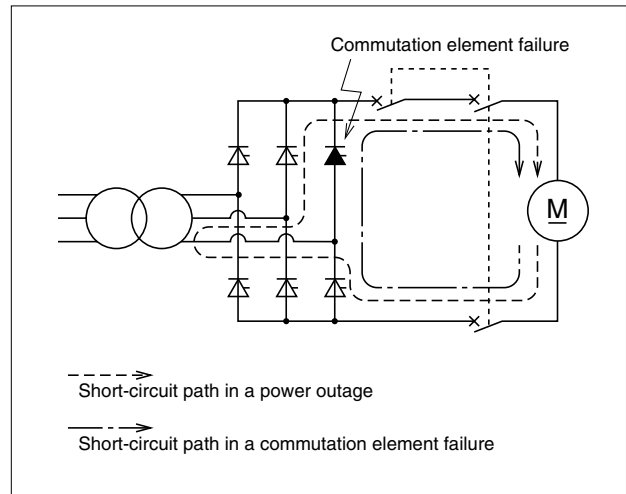 Commutation element failure
M
Short-circuit path in a power outage
Short-circuit path in a commutation element failure